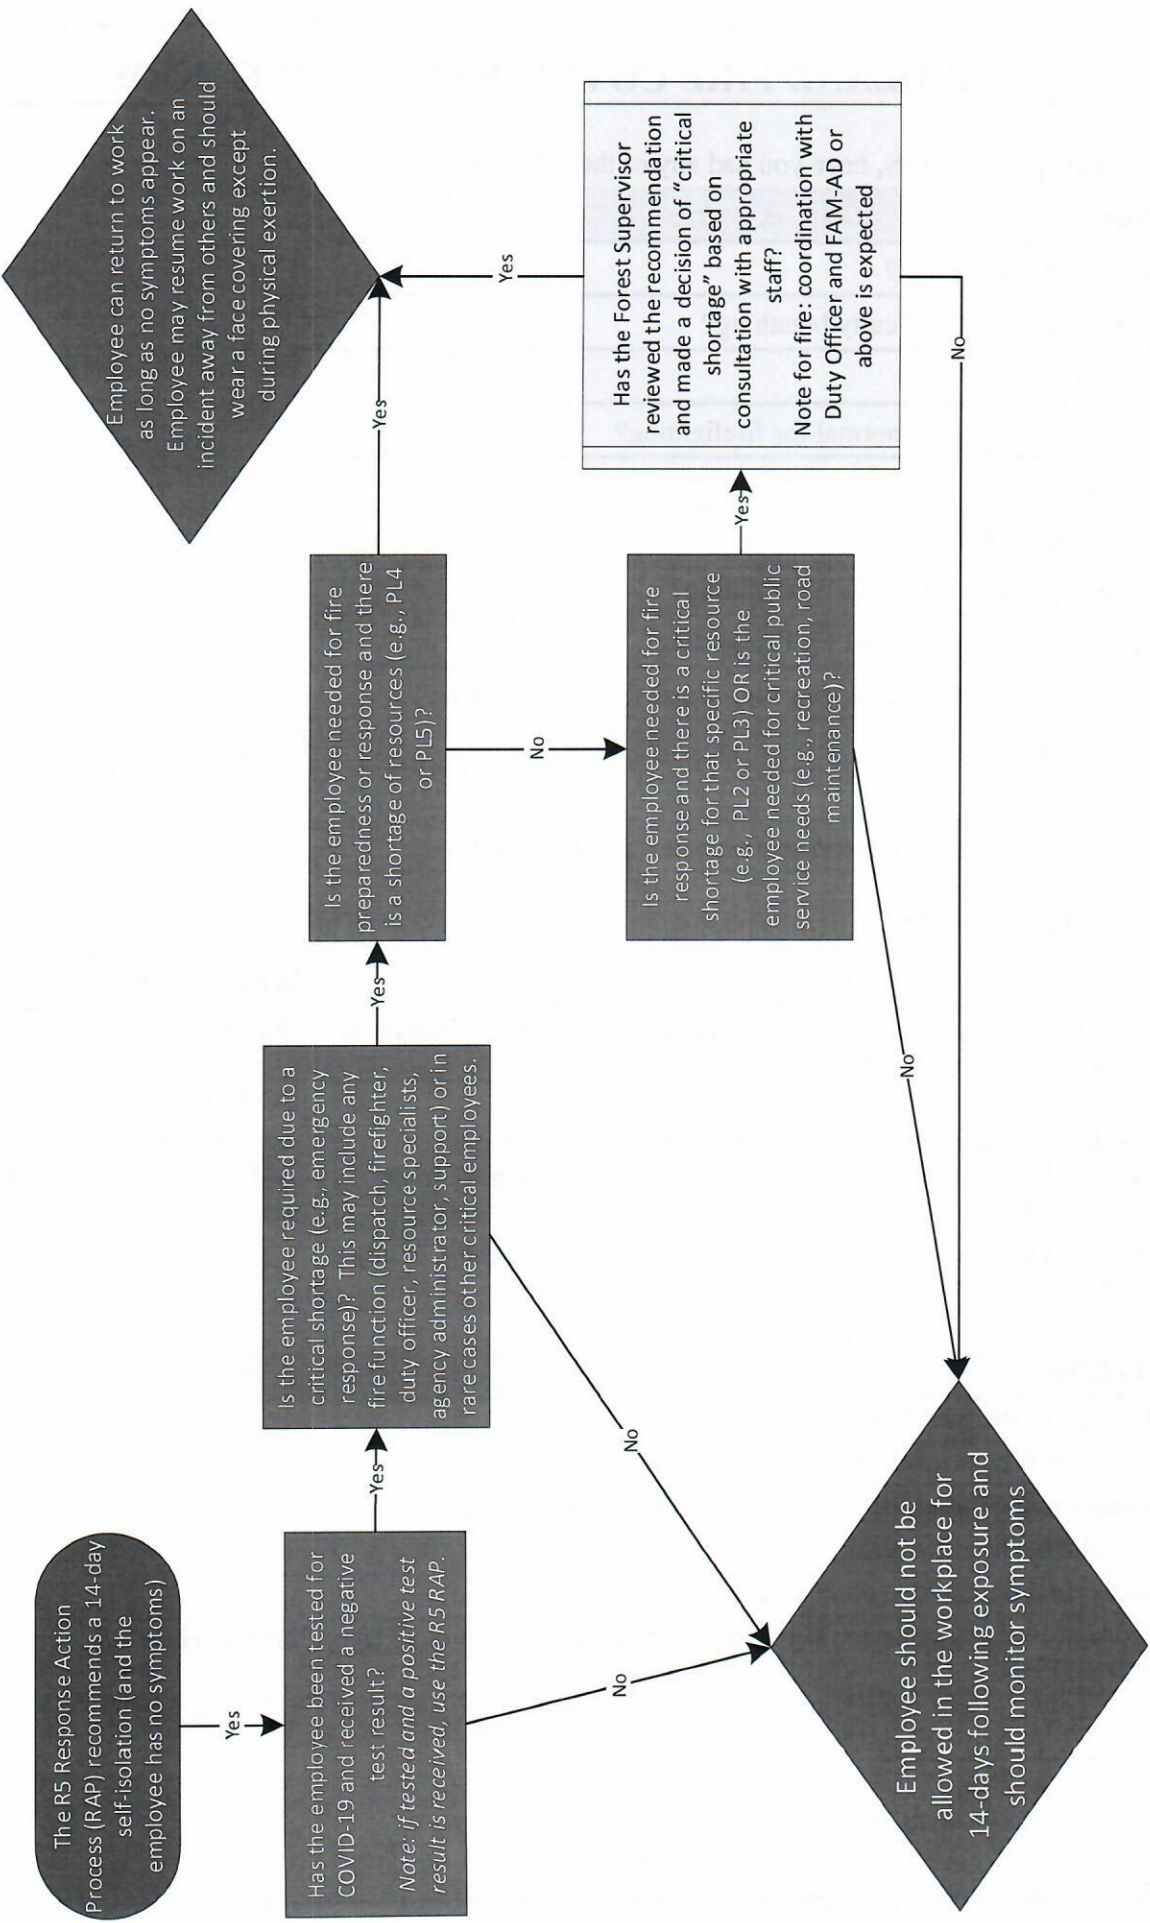 The R5 Response Action
Process (RAP) recommends a 14-day
self-isolation (and the
employee has no symptoms)
Yes
Has the employee been tested for
COVID-19 and received a negative
test result?
Note: if tested and a positive test
result is received, use the R5 RAP.
Yes
No
Is the employee required due to a
critical shortage (e.g., emergency
response)? This may include any
fire function (dispatch, firefighter,
duty officer, resource specialists,
agency administrator, support) or in
rare cases other critical employees.
Yes
No
Is the employee needed for fire
preparedness or response and there
is a shortage of resources (e.g., PL4
or PL5)?
Yes
No
Is the employee needed for fire
response and there is a critical
shortage for that specific resource
(e.g., PL2 or PL3) OR is the
employee needed for critical public
service needs (e.g., recreation, road
maintenance)?
Yes
No
Has the Forest Supervisor
reviewed the recommendation
and made a decision of "critical
shortage" based on
consultation with appropriate
staff?
Note for fire: coordination with
Duty Officer and FAM-AD or
above is expected
Yes
No
Employee can return to work
as long as no symptoms appear.
Employee may resume work on an
incident away from others and should
wear a face covering except
during physical exertion.
Employee should not be
allowed in the workplace for
14-days following exposure and
should monitor symptoms